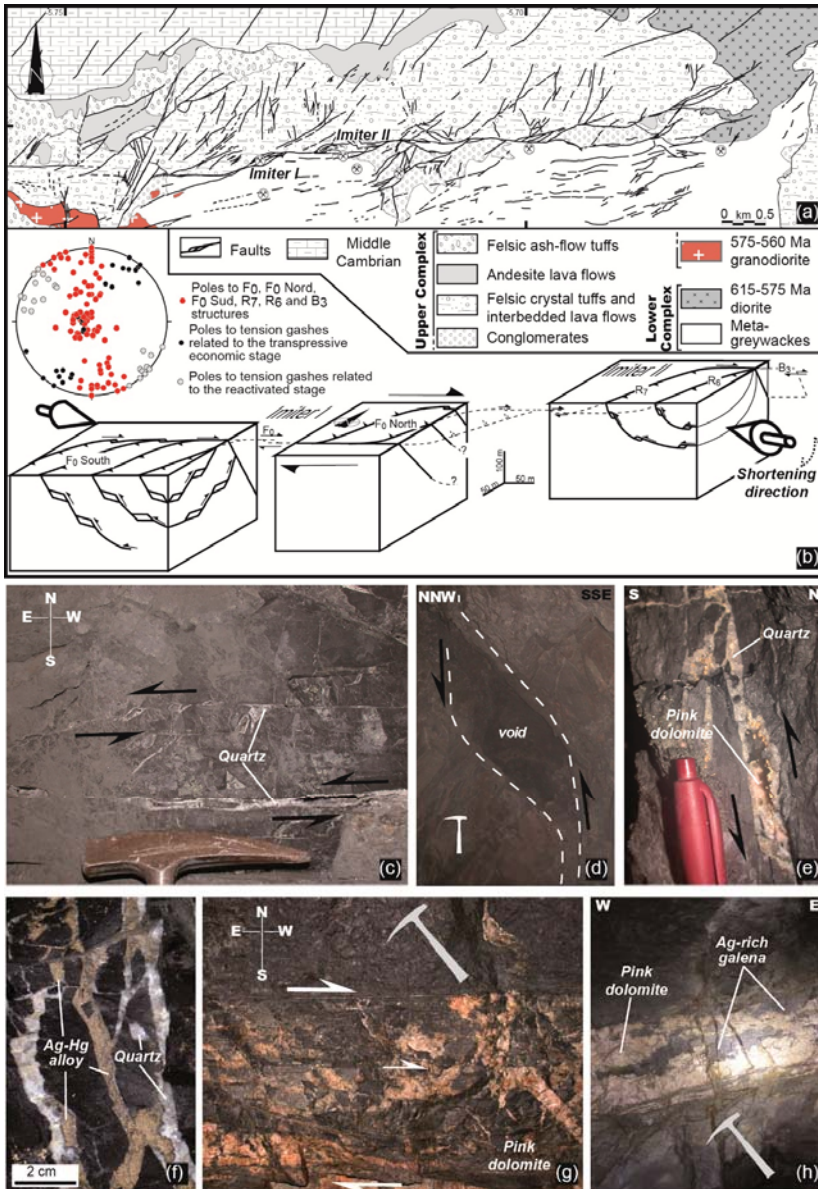 -5.75
-5.70
N
Imiter II
Imiter I
0 km 0.5
(a)
N
Poles to F0, F0 Nord,
F0 Sud, R7, R6 and B3
structures
Poles to tension gashes
related to the transpressive
economic stage
Poles to tension gashes related
to the reactivated stage
Faults
Middle
Cambrian
Upper Complex
Felsic ash-flow tuffs
Andesite lava flows
Felsic crystal tuffs and
interbedded lava flows
Conglomerates
Lower
Complex
575-560 Ma
granodiorite
615-575 Ma
diorite
Meta-
greywackes
F0 South
Imiter I
F0
F0 North
?
?
50 m
100 m
50 m
Imiter II
R7
R6
B3
Shortening
direction
(b)
N
E W
S
Quartz
(c)
NNW
SSE
void
(d)
S
N
Quartz
Pink
dolomite
(e)
Ag-Hg
alloy
Quartz
2 cm
(f)
N
E W
S
Pink
dolomite
(g)
W
E
Ag-rich
galena
Pink
dolomite
(h)